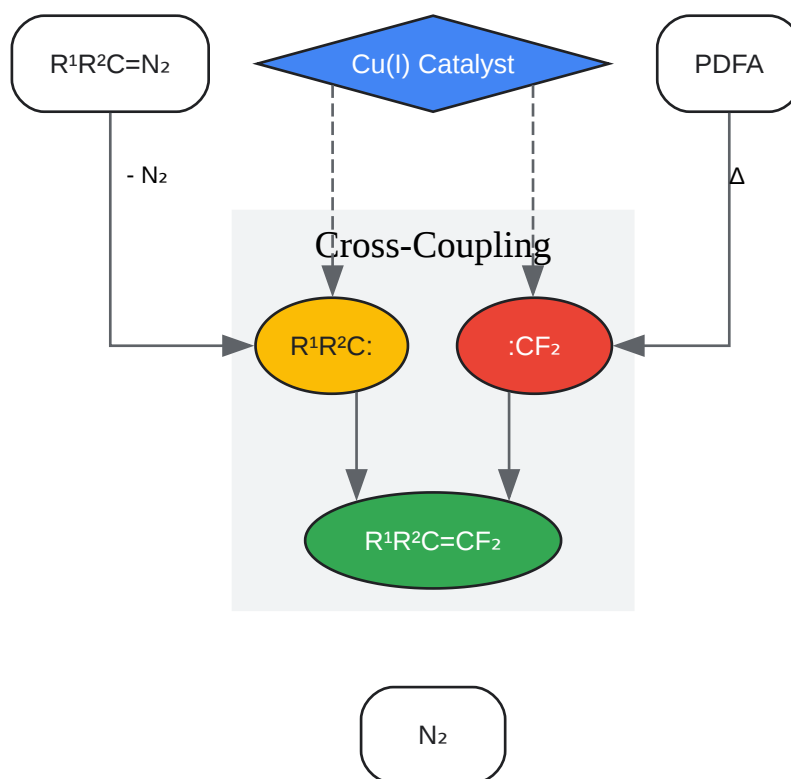 R¹R²C=N₂
Cu(I) Catalyst
PDFA
- N₂
Δ
Cross-Coupling
R¹R²C:
:CF₂
R¹R²C=CF₂
N₂